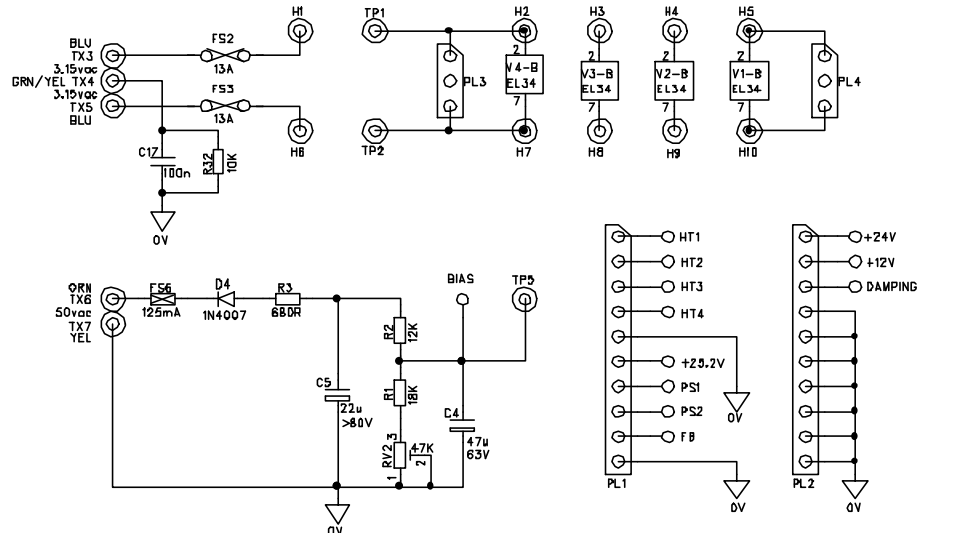 H1
TP1
H2
H3
H4
H5
BLU
TX3
FS2
13A
3.15vac
GRN/YEL TX4
3.15vac
TX5
BLU
FS3
13A
H6
2
V4-B
EL34
7
PL3
2
V3-B
EL34
7
2
V2-B
EL34
7
2
V1-B
EL34
7
PL4
TP2
H7
H8
H9
H10
C17
100n
R32
10K
0V
ORN
TX6
50vac
TX7
YEL
FS6
125mA
D4
1N4007
R3
680R
BIAS
TP5
R2
12K
C5
22u
>80V
R1
18K
C4
47u
63V
RV2
3
47K
2
1
0V
HT1
HT2
HT3
HT4
+25.2V
PS1
PS2
FB
0V
PL1
0V
+24V
+12V
DAMPING
PL2
0V